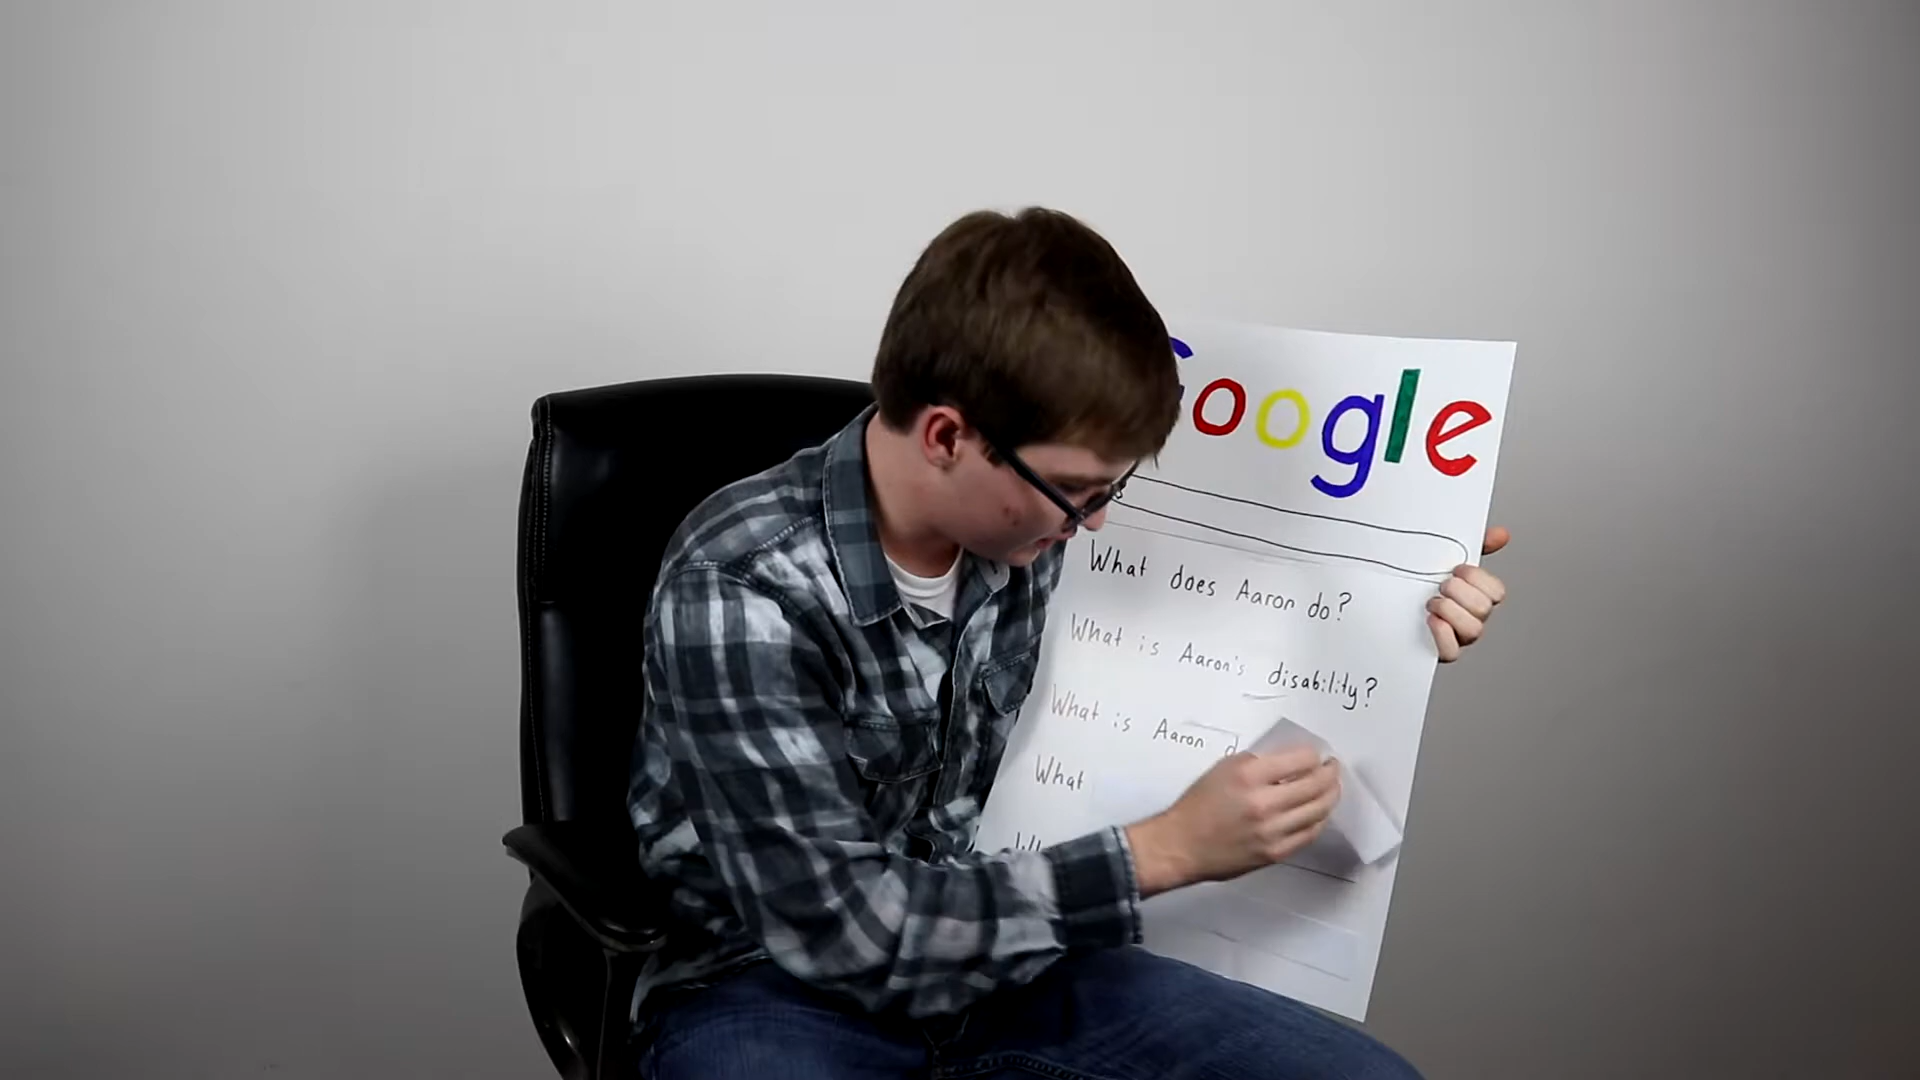 Google
What does Aaron do?
What is Aaron's disability?
What is Aaron
What